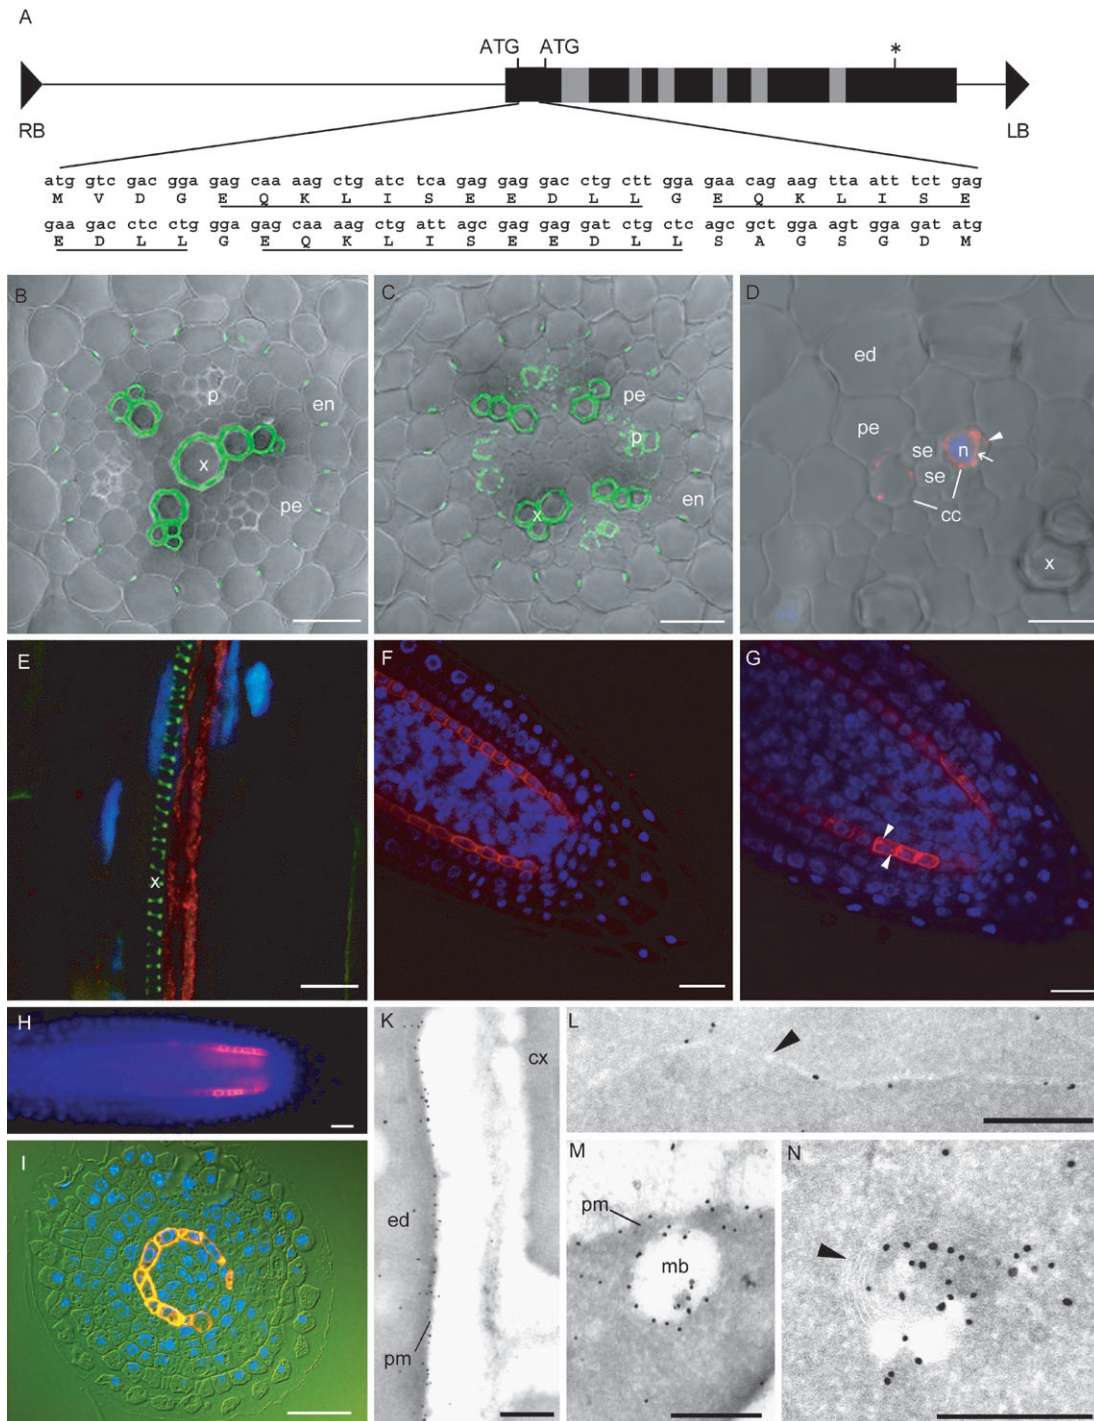 A
ATG ATG *
RB LB
atg gtc gac gga gag caa aag ctg atc tca gag gag gac ctg ctt gga gaa cag aag tta att tct gag
M V D G E Q K L I S E E D L L G E Q K L I S E
gaa gac ctc ctt gga gag caa aag ctg att agc gag gag gat ctg ctc agc gct gga agt gga gat atg
E D L L G E Q K L I S E E D L L S A G S G D M
B
p
en
x
pe
C
pe
p
en
x
D
ed
pe
se
n
se
cc
x
E
x
F
G
H
I
K
cx
ed
pm
L
M
pm
mb
N